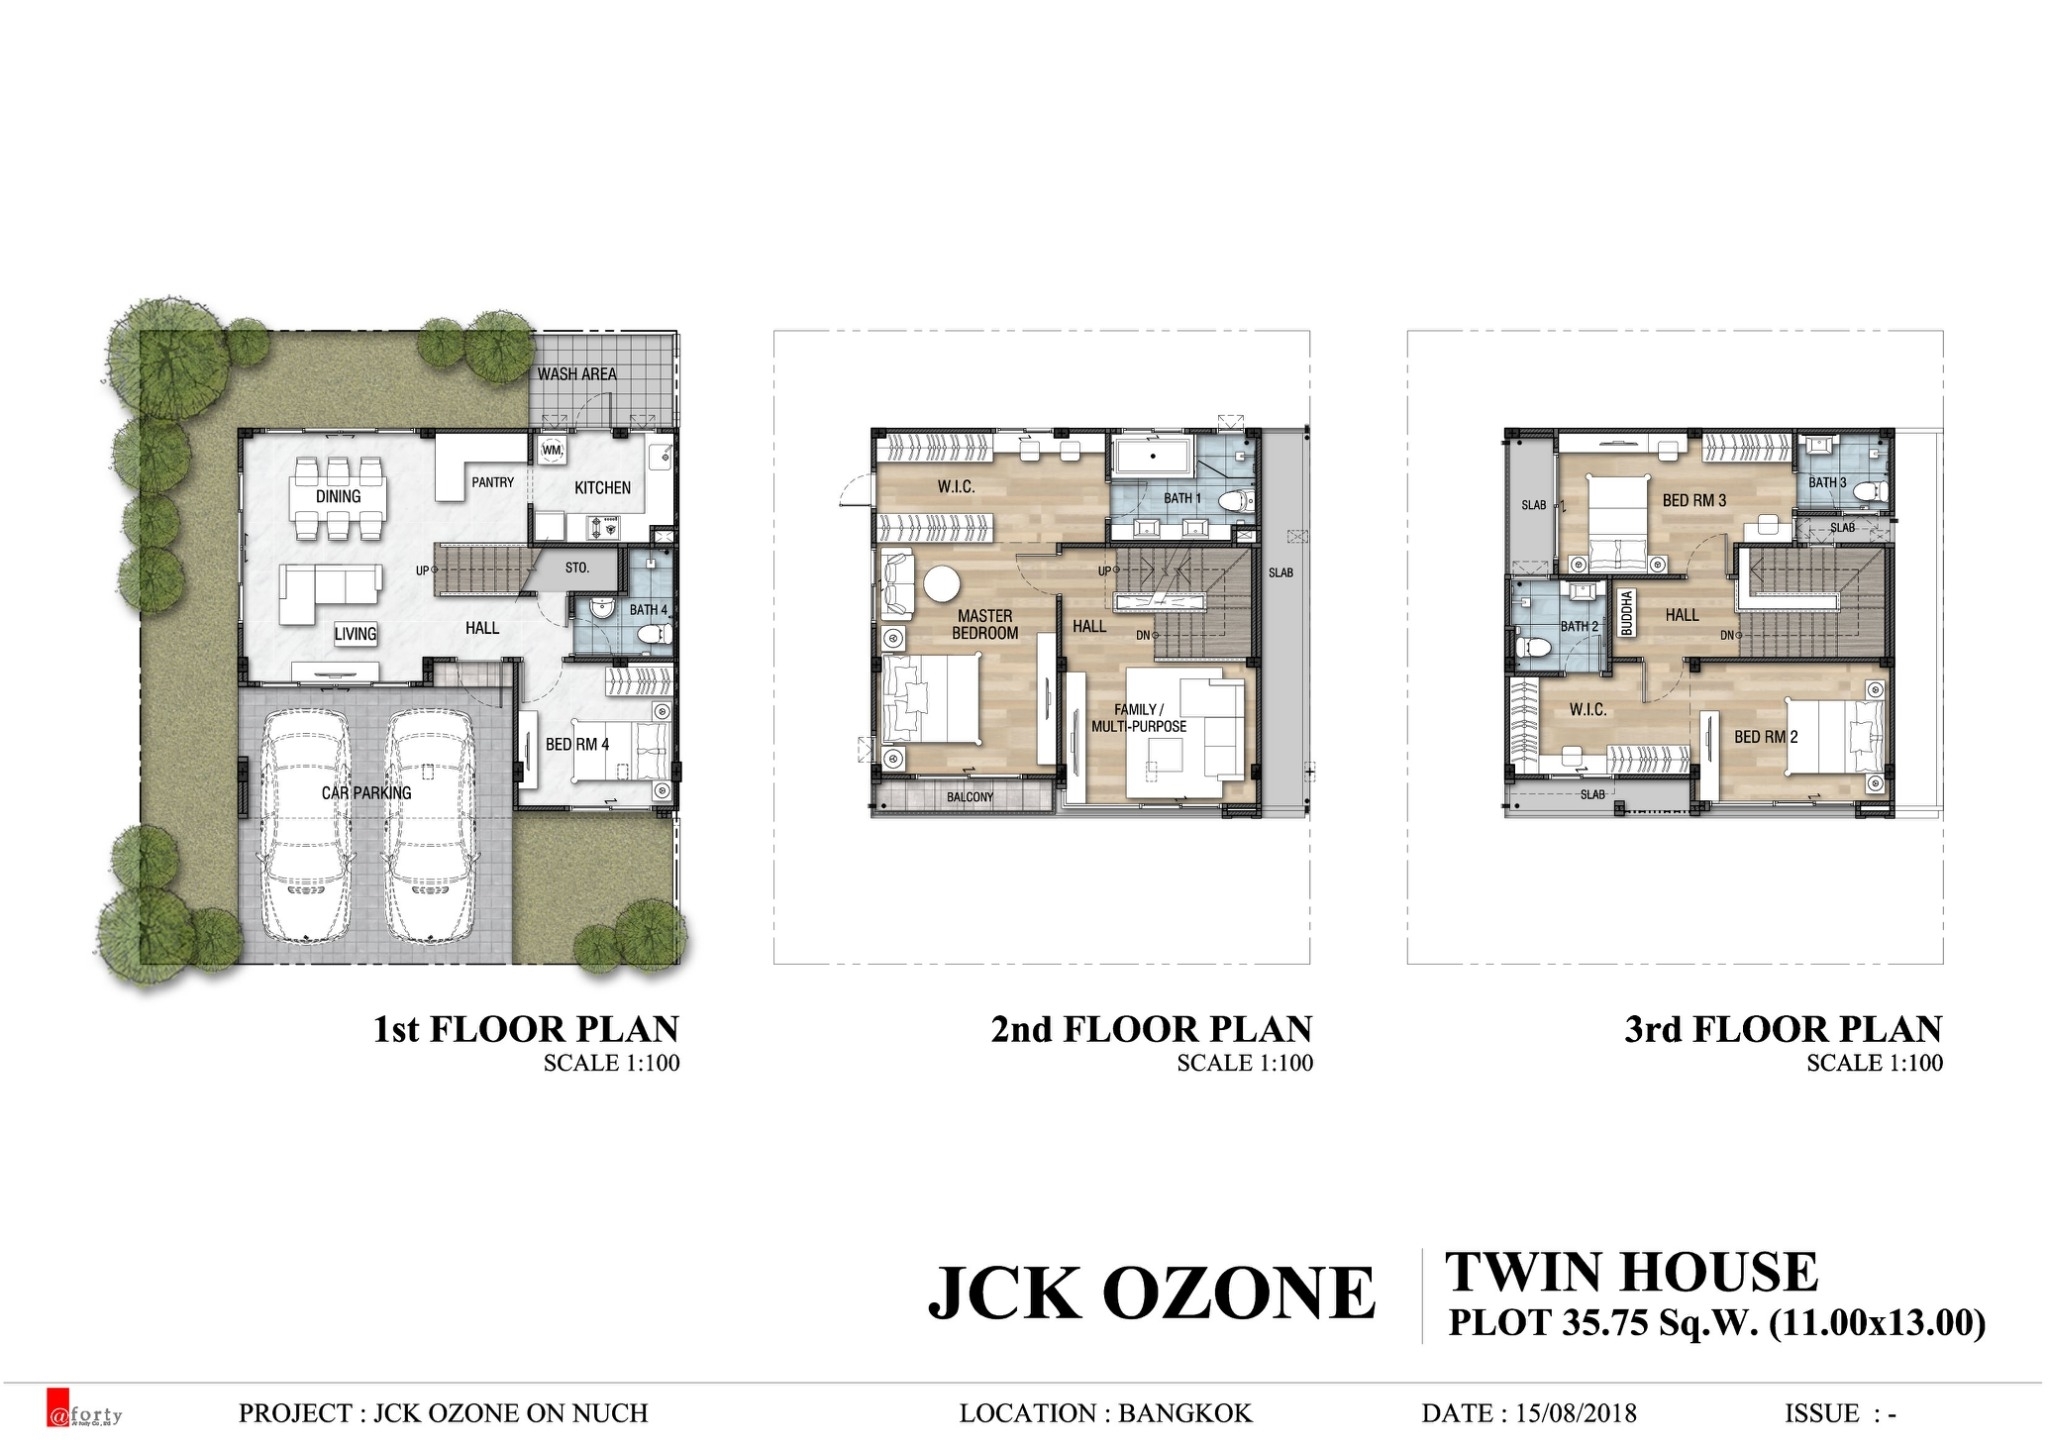 WASH AREA
WM.
DINING
PANTRY
KITCHEN
UP
STO.
BATH 4
LIVING
HALL
BED RM 4
CAR PARKING
1st FLOOR PLAN
SCALE 1:100
W.I.C.
BATH 1
UP
SLAB
MASTER
BEDROOM
HALL
DN
FAMILY /
MULTI-PURPOSE
BALCONY
2nd FLOOR PLAN
SCALE 1:100
SLAB
BED RM 3
BATH 3
SLAB
BATH 2
BUDDHA
HALL
DN
W.I.C.
BED RM 2
SLAB
3rd FLOOR PLAN
SCALE 1:100
JCK OZONE
TWIN HOUSE
PLOT 35.75 Sq.W. (11.00x13.00)
@forty
PROJECT : JCK OZONE ON NUCH
LOCATION : BANGKOK
DATE : 15/08/2018
ISSUE : -